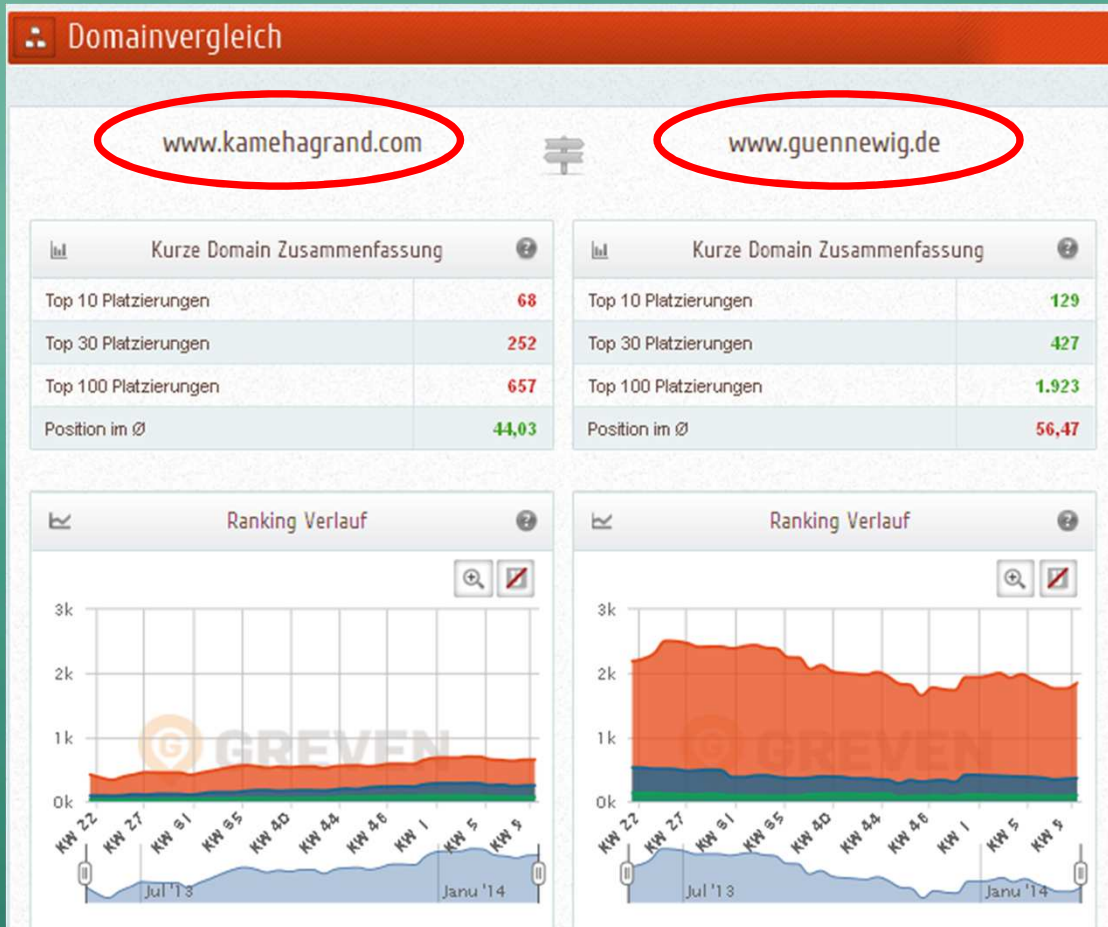 Domainvergleich
www.kamehagrand.com
www.guennewig.de
Kurze Domain Zusammenfassung
Top 10 Platzierungen 68
Top 30 Platzierungen 252
Top 100 Platzierungen 657
Position im Ø 44,03
Kurze Domain Zusammenfassung
Top 10 Platzierungen 129
Top 30 Platzierungen 427
Top 100 Platzierungen 1.923
Position im Ø 56,47
Ranking Verlauf
3k
2k
1k
0k
GREVEN
KW 22 KW 27 KW 31 KW 35 KW 40 KW 44 KW 48 KW 1 KW 5 KW 9
Jul '13 Janu '14
Ranking Verlauf
3k
2k
1k
0k
GREVEN
KW 22 KW 27 KW 31 KW 35 KW 40 KW 44 KW 48 KW 1 KW 5 KW 9
Jul '13 Janu '14